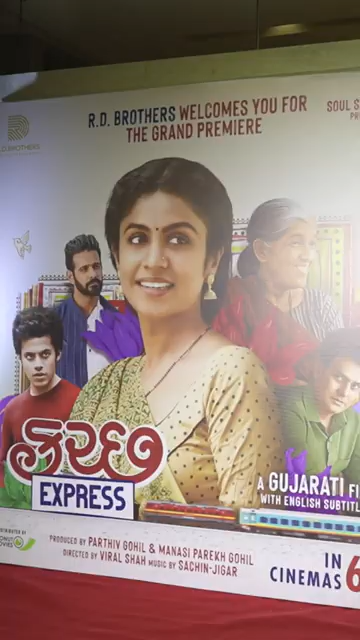 R.D. BROTHERS WELCOMES YOU FOR
THE GRAND PREMIERE
SOUL
BROTHERS
કચ્છ
EXPRESS
A GUJARATI
WITH ENGLISH
PRODUCED BY PARTHIV GOHIL & MANASI PAREKH GOHIL
DIRECTED BY VIRAL SHAH MUSIC BY SACHIN-JIGAR
IN
CINEMAS 6